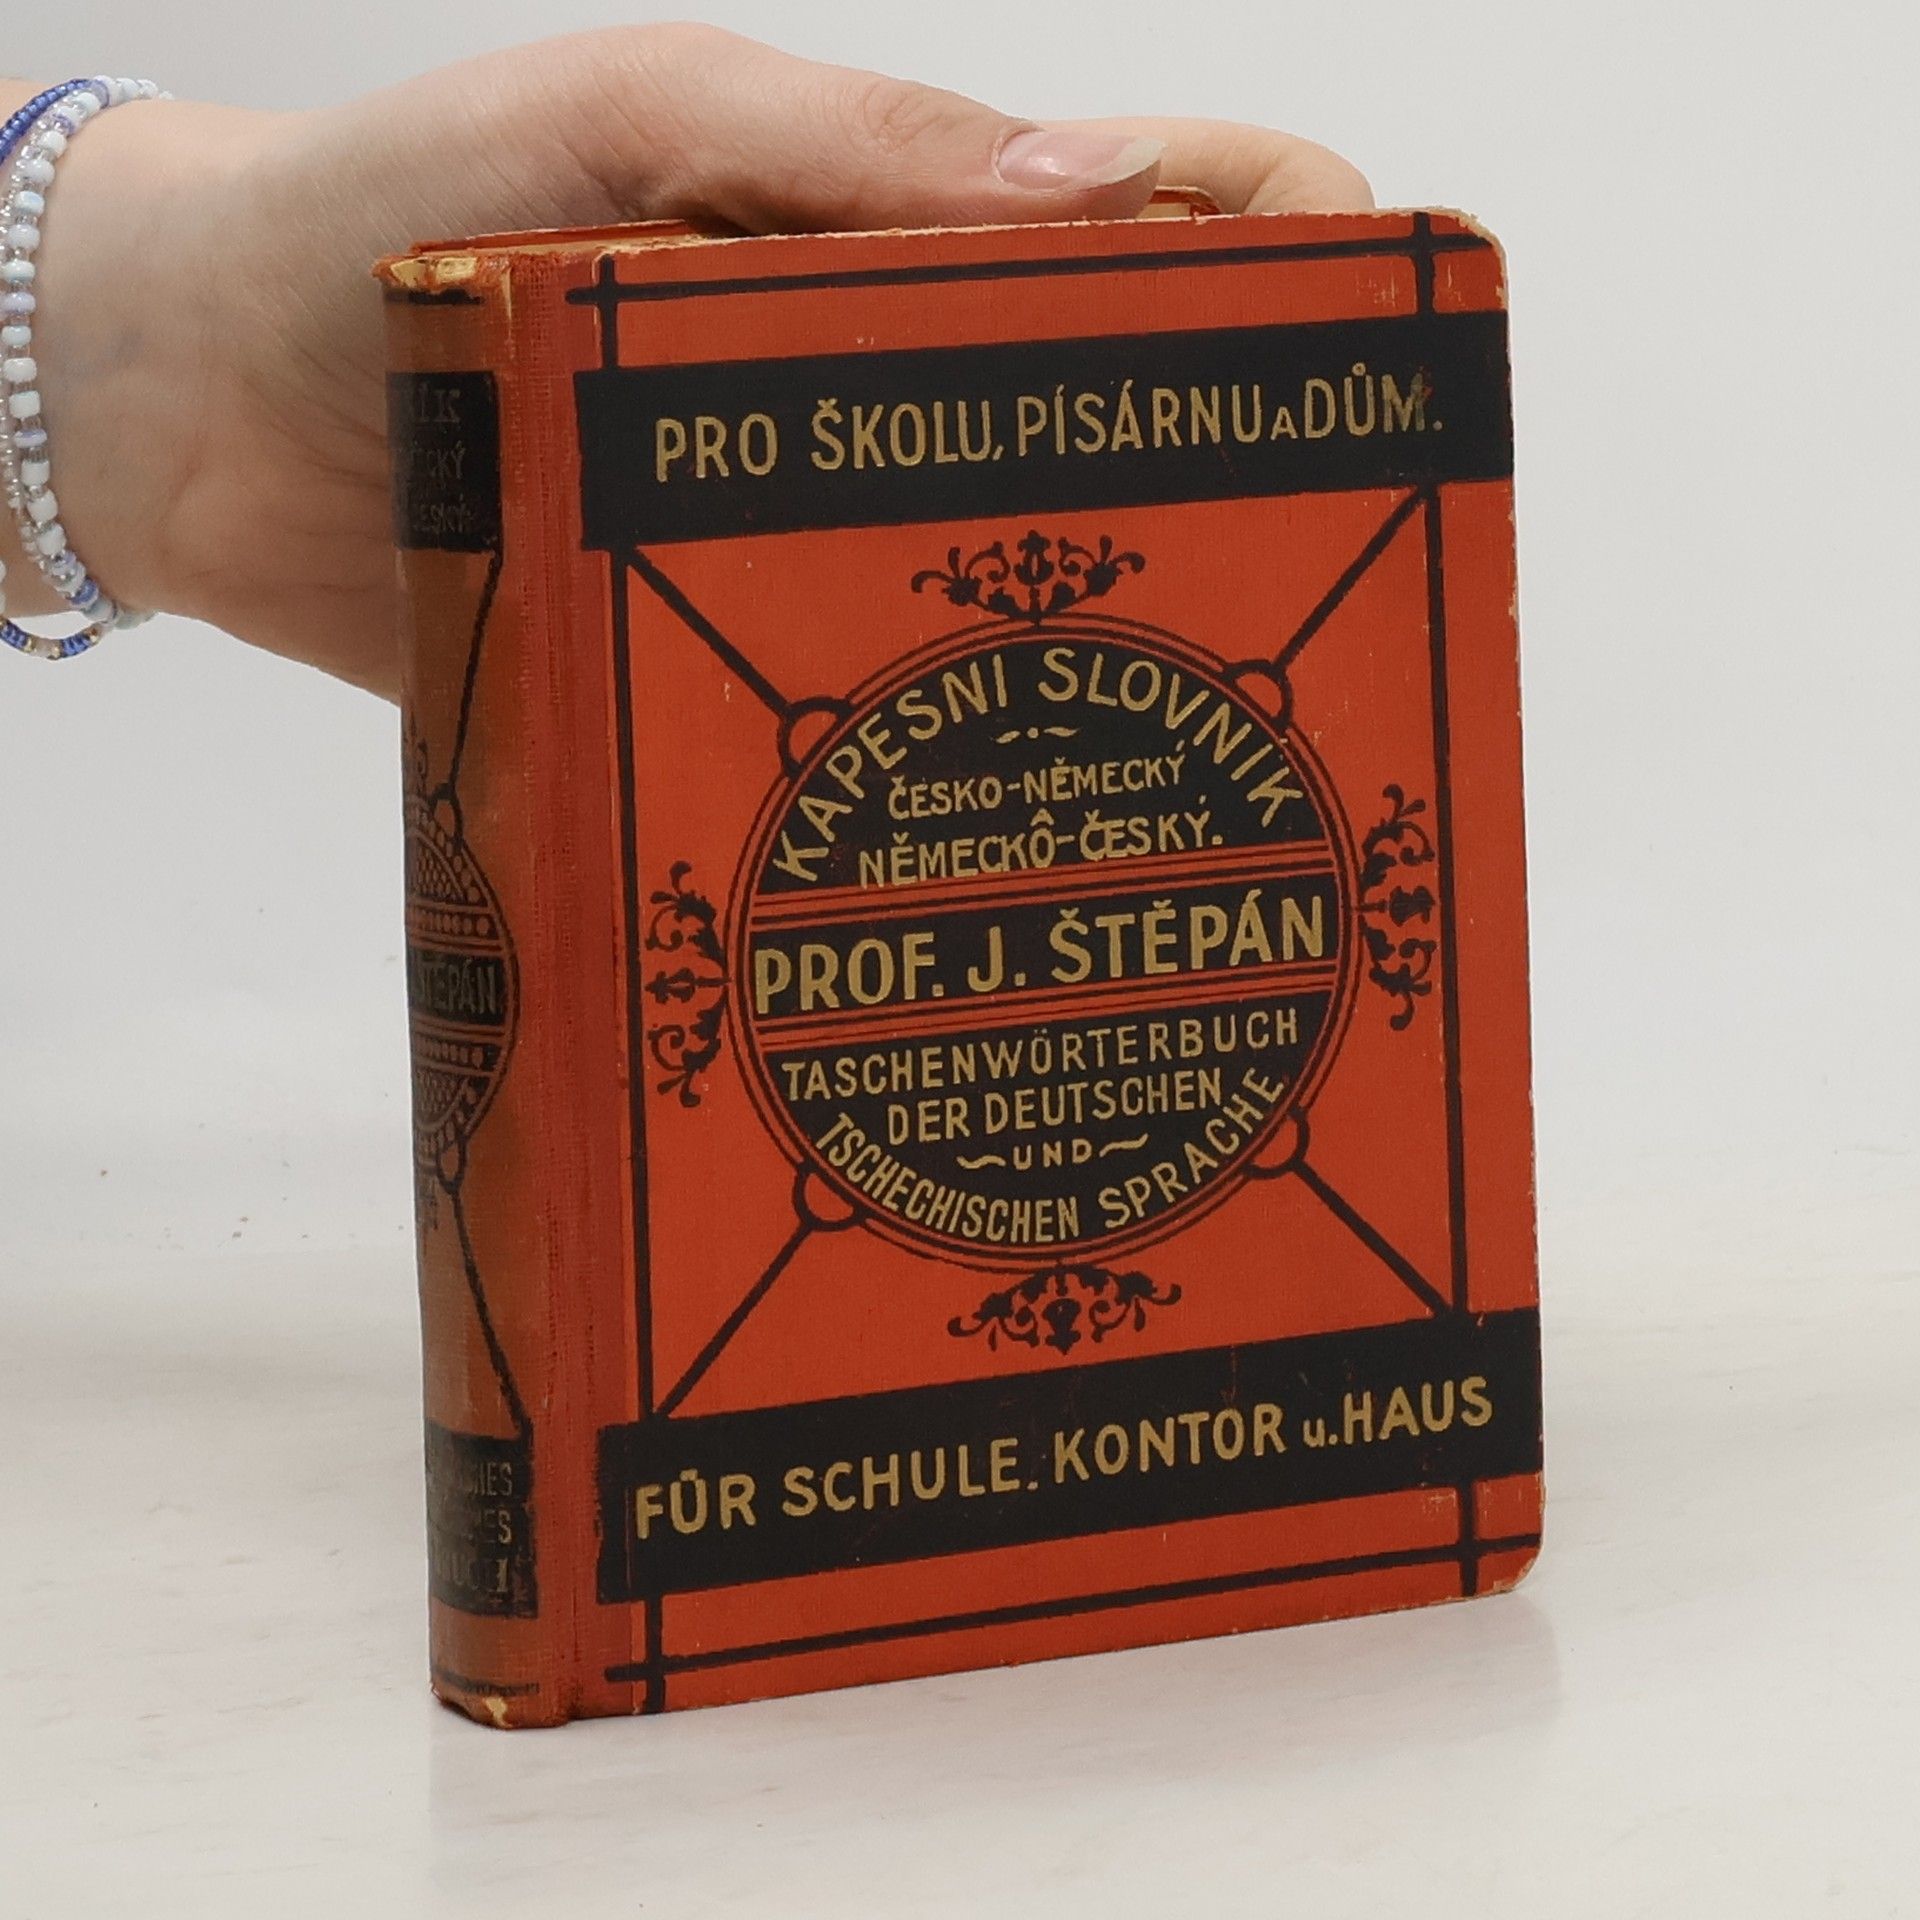 PRO ŠKOLU, PÍSÁRNU A DŮM.
KAPESNI SLOVNÍK
ČESKO-NĚMECKÝ
NĚMECKÔ-ČESKÝ.
PROF. J. ŠTĚPÁN
TASCHENWÖRTERBUCH
DER DEUTSCHEN
UND
TSCHECHISCHEN SPRACHE
FÜR SCHULE. KONTOR u. HAUS
ŠTĚPÁN